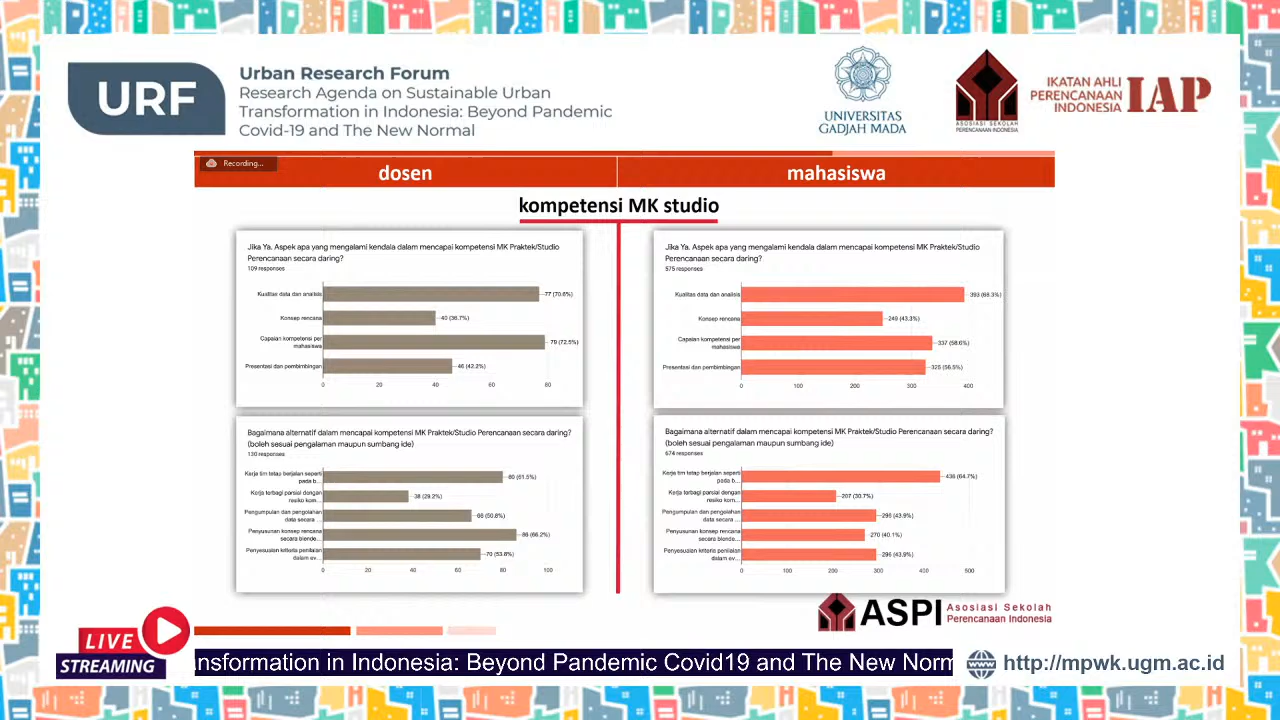 URF
Urban Research Forum
Research Agenda on Sustainable Urban
Transformation in Indonesia: Beyond Pandemic
Covid-19 and The New Normal
UNIVERSITAS
GADJAH MADA
ASOSIASI SEKOLAH
PERENCANAAN INDONESIA
IKATAN AHLI
PERENCANAAN
INDONESIA
IAP
Recording...
dosen
mahasiswa
kompetensi MK studio
Jika Ya. Aspek apa yang mengalami kendala dalam mencapai kompetensi MK Praktek/Studio
Perencanaan secara daring?
109 responses
Kualitas data dan analisis
77 (70.6%)
Konsep rencana
40 (36.7%)
Capaian kompetensi per
mahasiswa
79 (72.5%)
Presentasi dan pembimbingan
46 (42.2%)
0 20 40 60 80
Jika Ya. Aspek apa yang mengalami kendala dalam mencapai kompetensi MK Praktek/Studio
Perencanaan secara daring?
575 responses
Kualitas data dan analisis
393 (68.3%)
Konsep rencana
249 (43.3%)
Capaian kompetensi per
mahasiswa
337 (58.6%)
Presentasi dan pembimbingan
325 (56.5%)
0 100 200 300 400
Bagaimana alternatif dalam mencapai kompetensi MK Praktek/Studio Perencanaan secara daring?
(boleh sesuai pengalaman maupun sumbang ide)
130 responses
Kerja tim tetap berjalan seperti
pada b...
80 (61.5%)
Kerja terbagi parsial dengan
resiko kom...
38 (29.2%)
Pengumpulan dan pengolahan
data secara ...
66 (50.8%)
Penyusunan konsep rencana
secara blende...
86 (66.2%)
Penyesuaian kriteria penilaian
dalam ev...
70 (53.8%)
0 20 40 60 80 100
Bagaimana alternatif dalam mencapai kompetensi MK Praktek/Studio Perencanaan secara daring?
(boleh sesuai pengalaman maupun sumbang ide)
674 responses
Kerja tim tetap berjalan seperti
pada b...
436 (64.7%)
Kerja terbagi parsial dengan
resiko kom...
207 (30.7%)
Pengumpulan dan pengolahan
data secara ...
296 (43.9%)
Penyusunan konsep rencana
secara blende...
270 (40.1%)
Penyesuaian kriteria penilaian
dalam ev...
296 (43.9%)
0 100 200 300 400 500
ASPI
Asosiasi Sekolah
Perencanaan Indonesia
LIVE
STREAMING
nsformation in Indonesia: Beyond Pandemic Covid19 and The New Norm
http://mpwk.ugm.ac.id